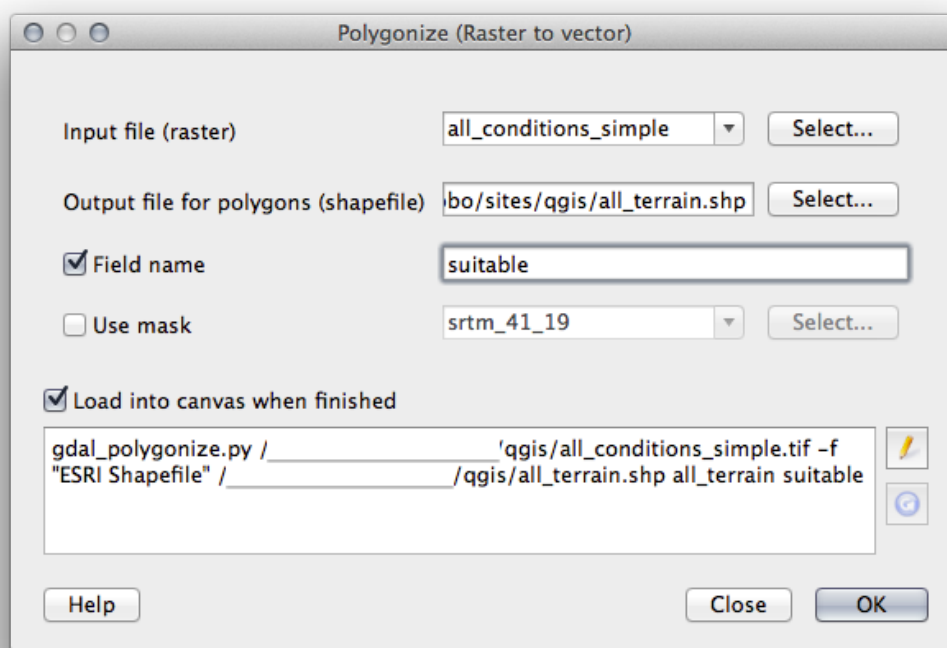 Polygonize (Raster to vector)
Input file (raster) all_conditions_simple Select...
Output file for polygons (shapefile) bo/sites/qgis/all_terrain.shp Select...
Field name suitable
Use mask srtm_41_19 Select...
Load into canvas when finished
gdal_polygonize.py /____________________/qgis/all_conditions_simple.tif -f
"ESRI Shapefile" /____________________/qgis/all_terrain.shp all_terrain suitable
Help Close OK